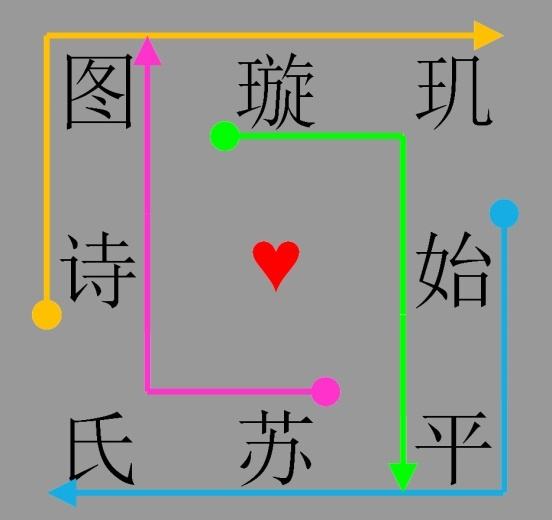 图 璇 玑
诗 ♥ 始
氏 苏 平